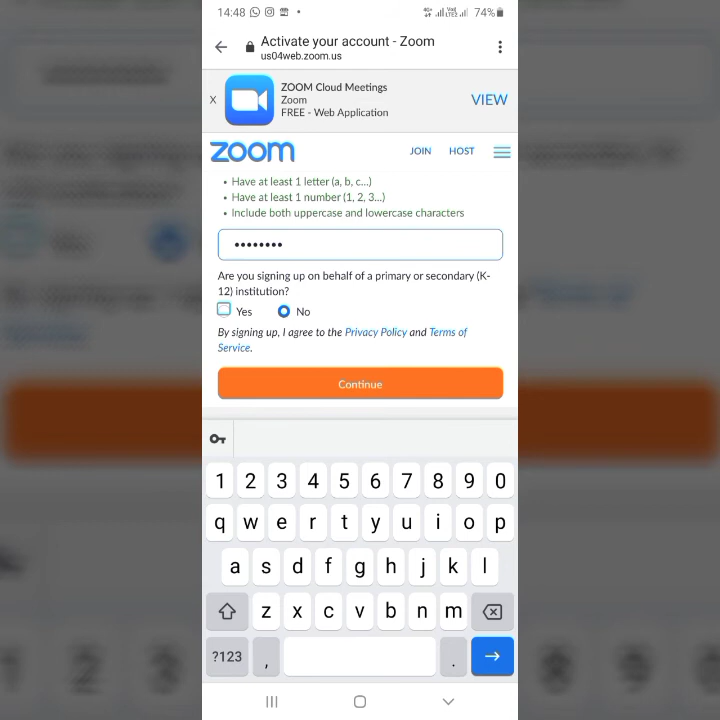 14:48 74%
Activate your account - Zoom
us04web.zoom.us
X ZOOM Cloud Meetings
Zoom
FREE - Web Application
VIEW
zoom JOIN HOST
• Have at least 1 letter (a, b, c...)
• Have at least 1 number (1, 2, 3...)
• Include both uppercase and lowercase characters
••••••••
Are you signing up on behalf of a primary or secondary (K-
12) institution?
Yes No
By signing up, I agree to the Privacy Policy and Terms of
Service.
Continue
1 2 3 4 5 6 7 8 9 0
q w e r t y u i o p
a s d f g h j k l
z x c v b n m
?123 , .